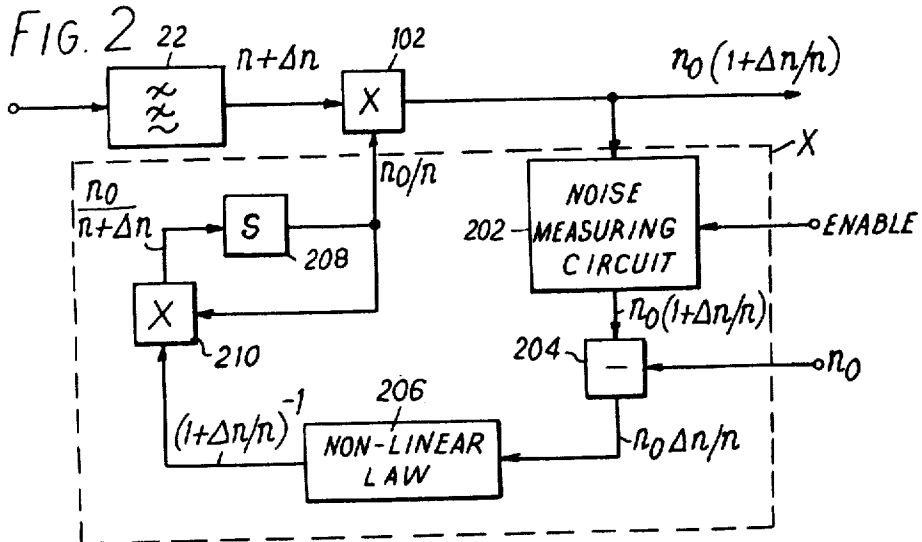 FIG. 2
22
n+Δn
102
n₀(1+Δn/n)
X
X
n₀/n
n₀/n+Δn
S
208
NOISE
MEASURING
CIRCUIT
202
ENABLE
X
210
n₀(1+Δn/n)
204
−
n₀
206
(1+Δn/n)⁻¹
NON-LINEAR
LAW
n₀Δn/n